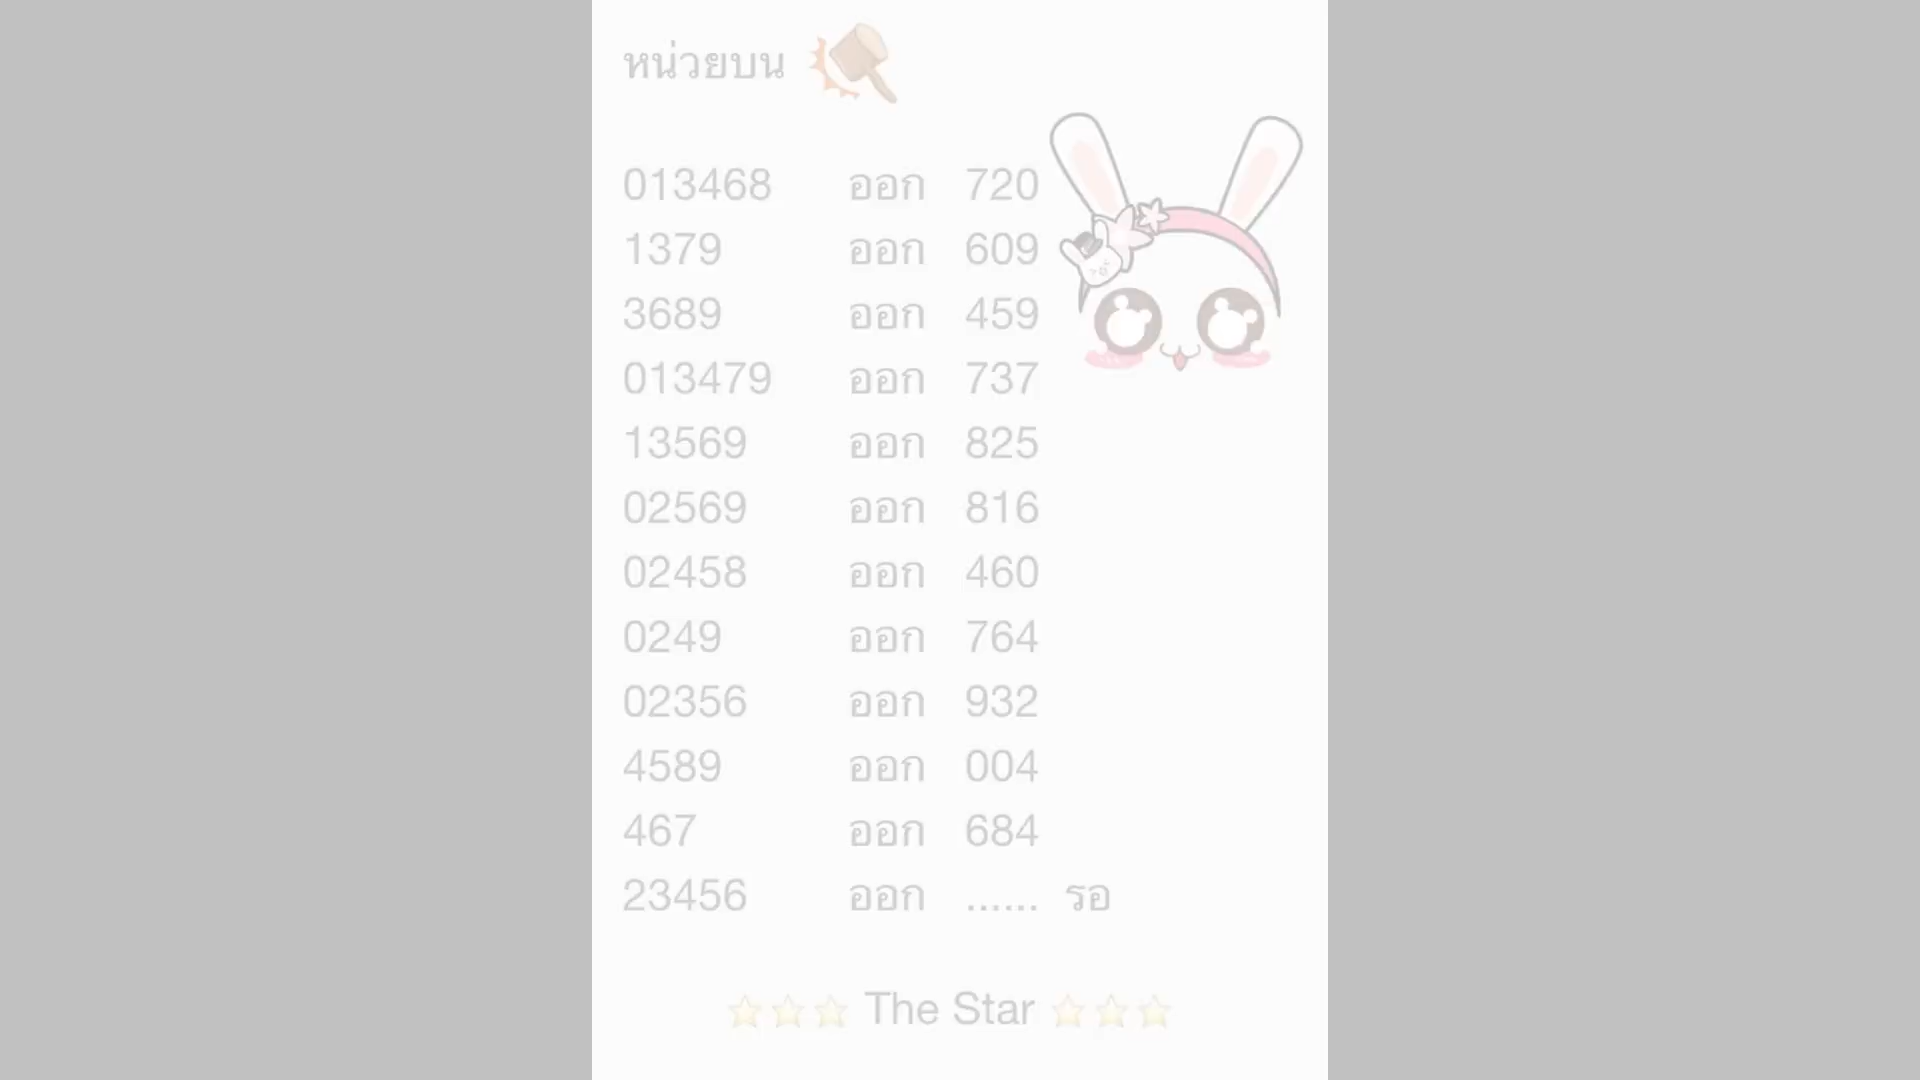 หน่วยบน
013468 ออก 720
1379 ออก 609
3689 ออก 459
013479 ออก 737
13569 ออก 825
02569 ออก 816
02458 ออก 460
0249 ออก 764
02356 ออก 932
4589 ออก 004
467 ออก 684
23456 ออก ...... รอ
The Star